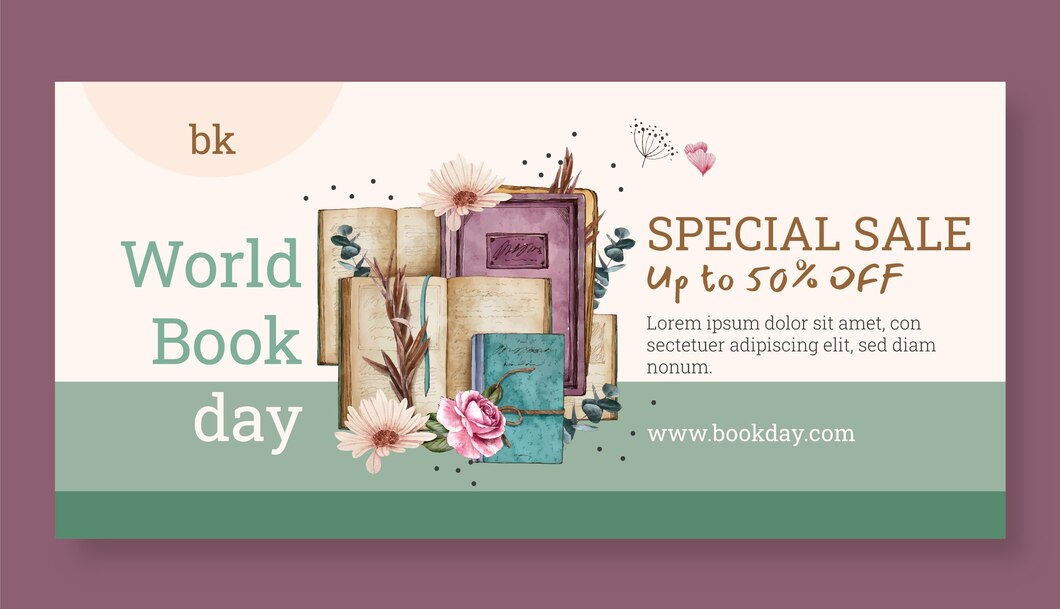 bk
World
Book
day
SPECIAL SALE
Up to 50% OFF
Lorem ipsum dolor sit amet, con
sectetuer adipiscing elit, sed diam
nonum.
www.bookday.com